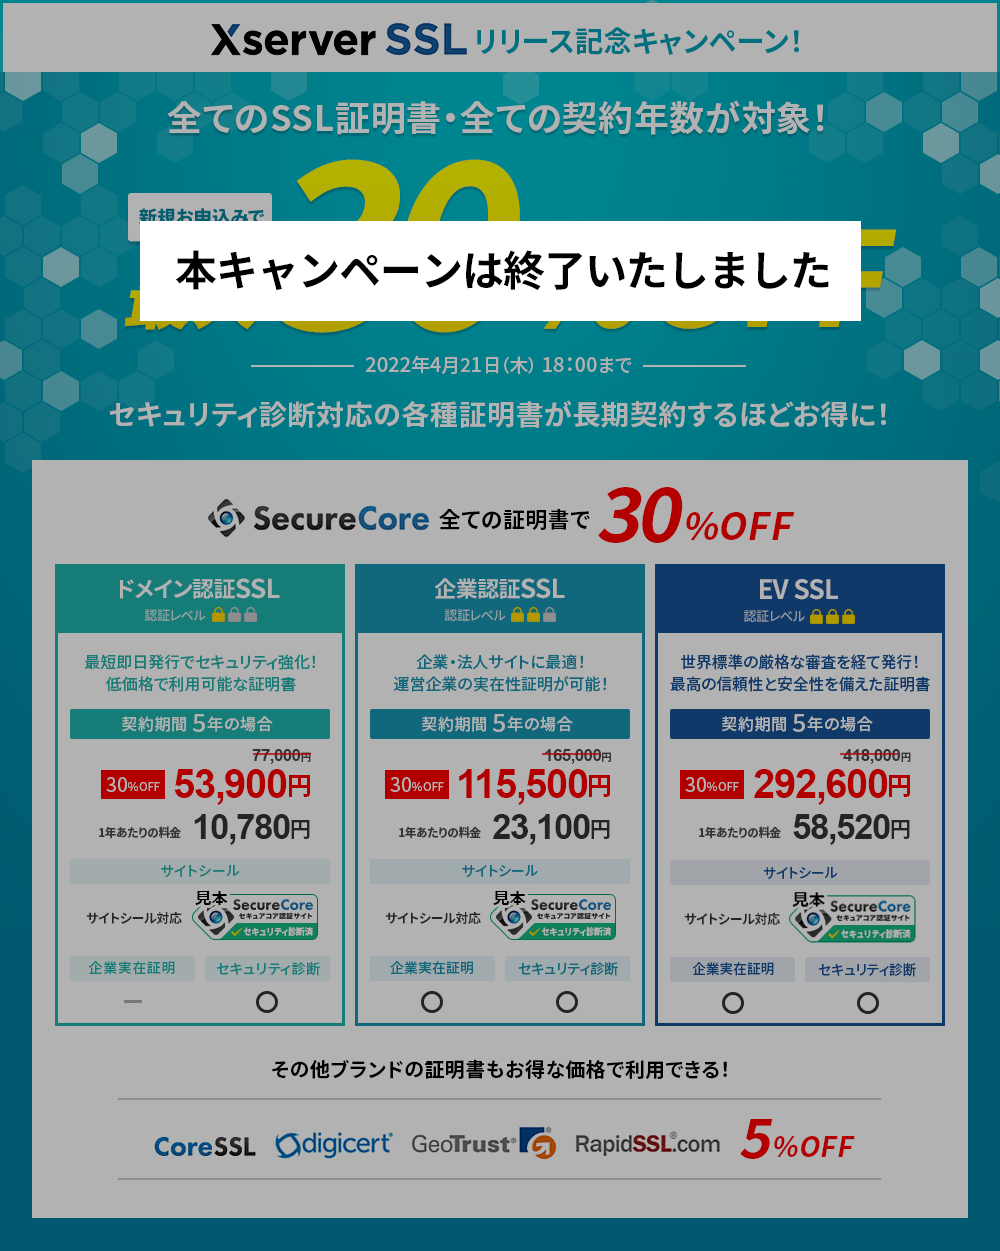 Xserver SSL リリース記念キャンペーン!
全てのSSL証明書・全ての契約年数が対象!
新規お申込みで
本キャンペーンは終了いたしました
2022年4月21日(木) 18:00まで
セキュリティ診断対応の各種証明書が長期契約するほどお得に!
SecureCore 全ての証明書で 30%OFF
ドメイン認証SSL
認証レベル
最短即日発行でセキュリティ強化!
低価格で利用可能な証明書
契約期間 5年の場合
77,000円
30%OFF 53,900円
1年あたりの料金 10,780円
サイトシール
サイトシール対応
見本
SecureCore
セキュアコア認証サイト
セキュリティ診断済
企業実在証明 セキュリティ診断
— ○
企業認証SSL
認証レベル
企業・法人サイトに最適!
運営企業の実在性証明が可能!
契約期間 5年の場合
165,000円
30%OFF 115,500円
1年あたりの料金 23,100円
サイトシール
サイトシール対応
見本
SecureCore
セキュアコア認証サイト
セキュリティ診断済
企業実在証明 セキュリティ診断
○ ○
EV SSL
認証レベル
世界標準の厳格な審査を経て発行!
最高の信頼性と安全性を備えた証明書
契約期間 5年の場合
418,000円
30%OFF 292,600円
1年あたりの料金 58,520円
サイトシール
サイトシール対応
見本
SecureCore
セキュアコア認証サイト
セキュリティ診断済
企業実在証明 セキュリティ診断
○ ○
その他ブランドの証明書もお得な価格で利用できる!
CoreSSL digicert® GeoTrust® RapidSSL®.com 5%OFF